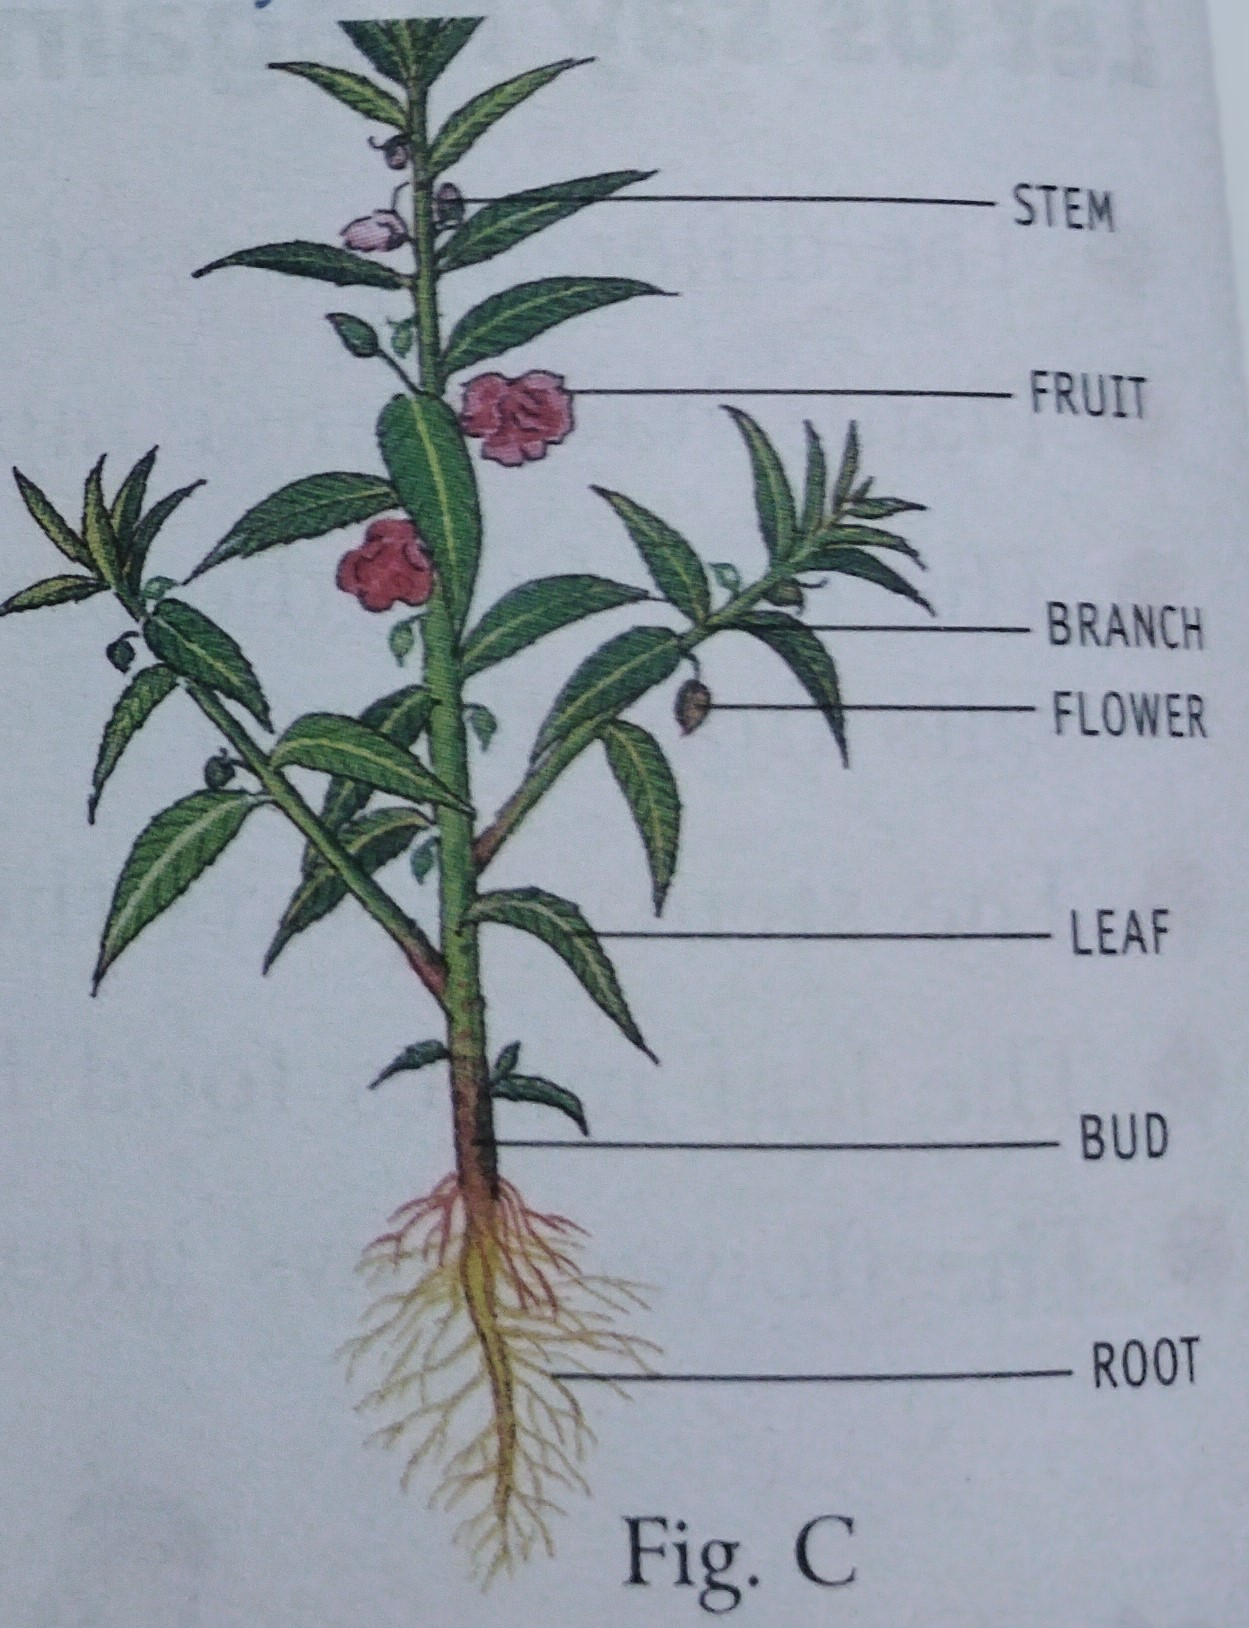 STEM
FRUIT
BRANCH
FLOWER
LEAF
BUD
ROOT
Fig. C